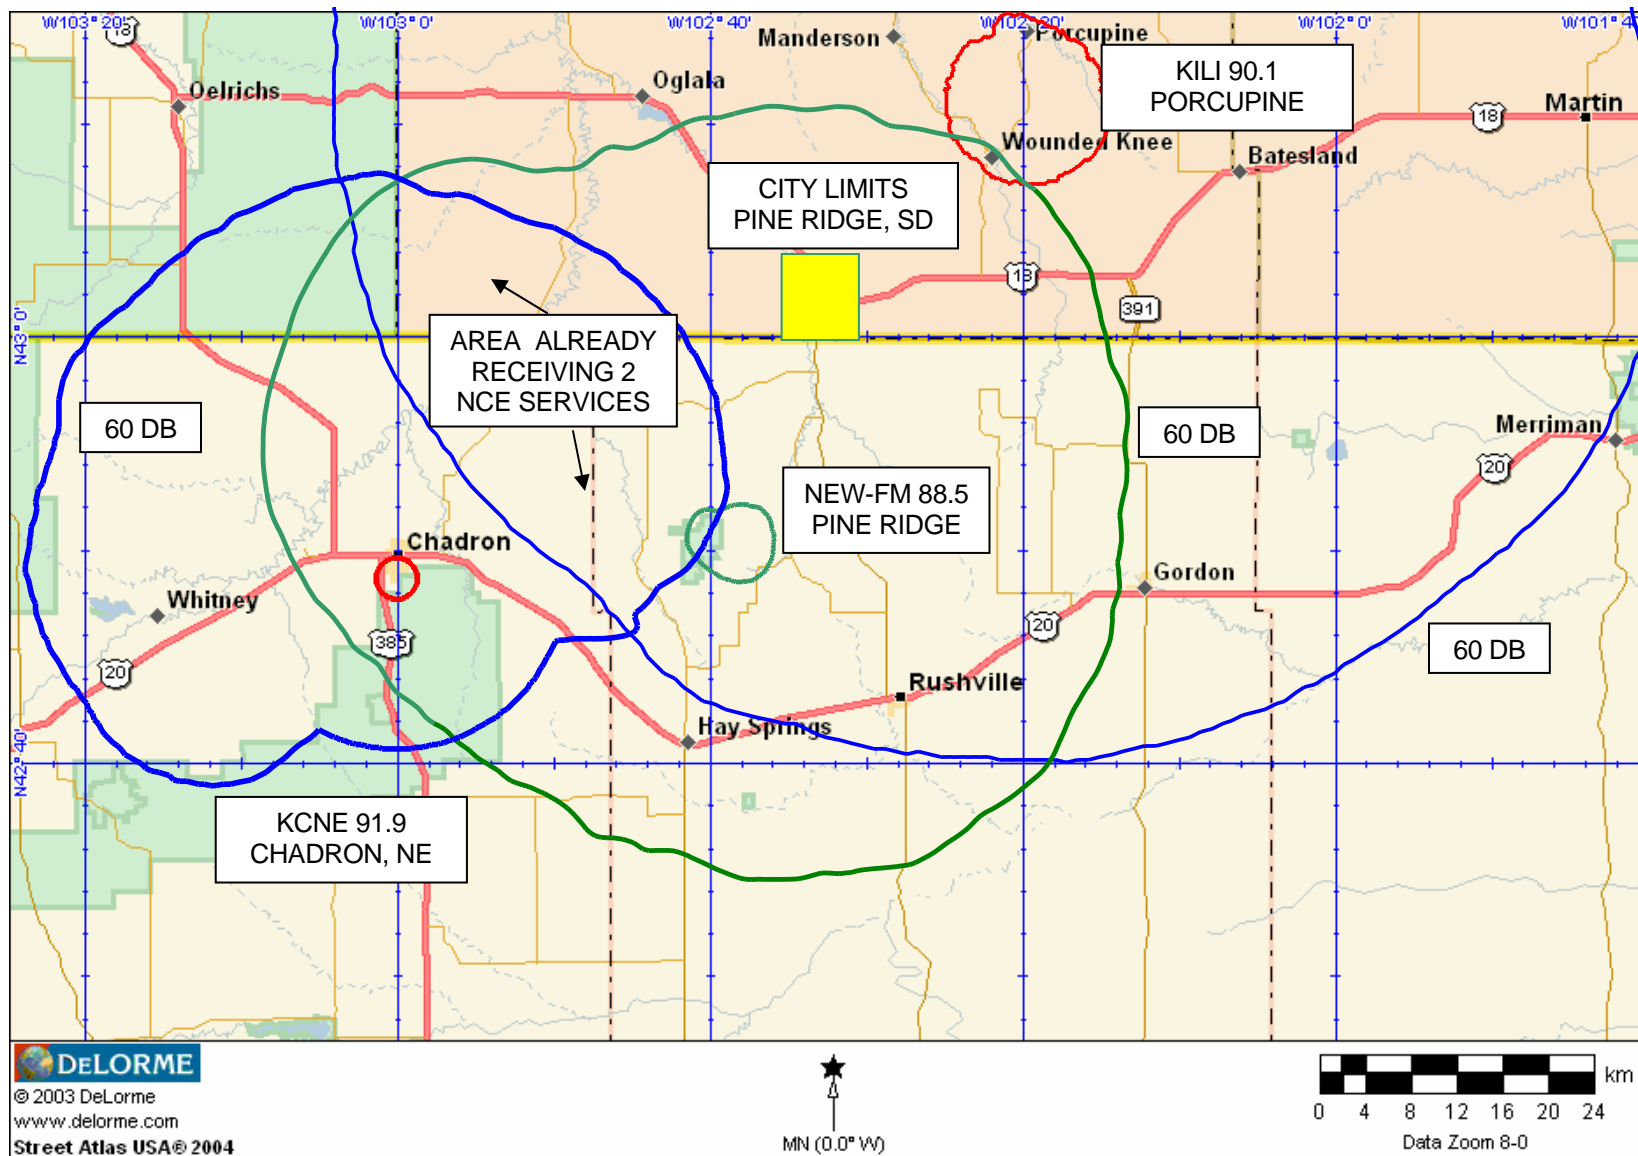 W103°20'
W103°0'
W102°40'
W102°20'
W102°0'
W101°4
18
Manderson
Porcupine
KILI 90.1
PORCUPINE
Oelrichs
Oglala
Martin
18
Wounded Knee
Batesland
CITY LIMITS
PINE RIDGE, SD
18
391
N43°0'
AREA ALREADY
RECEIVING 2
NCE SERVICES
60 DB
60 DB
Merriman
20
NEW-FM 88.5
PINE RIDGE
Chadron
Gordon
Whitney
385
20
20
60 DB
Rushville
Hay Springs
N42°40'
KCNE 91.9
CHADRON, NE
DELORME
© 2003 DeLorme
www.delorme.com
Street Atlas USA® 2004
MN (0.0° W)
km
0 4 8 12 16 20 24
Data Zoom 8-0